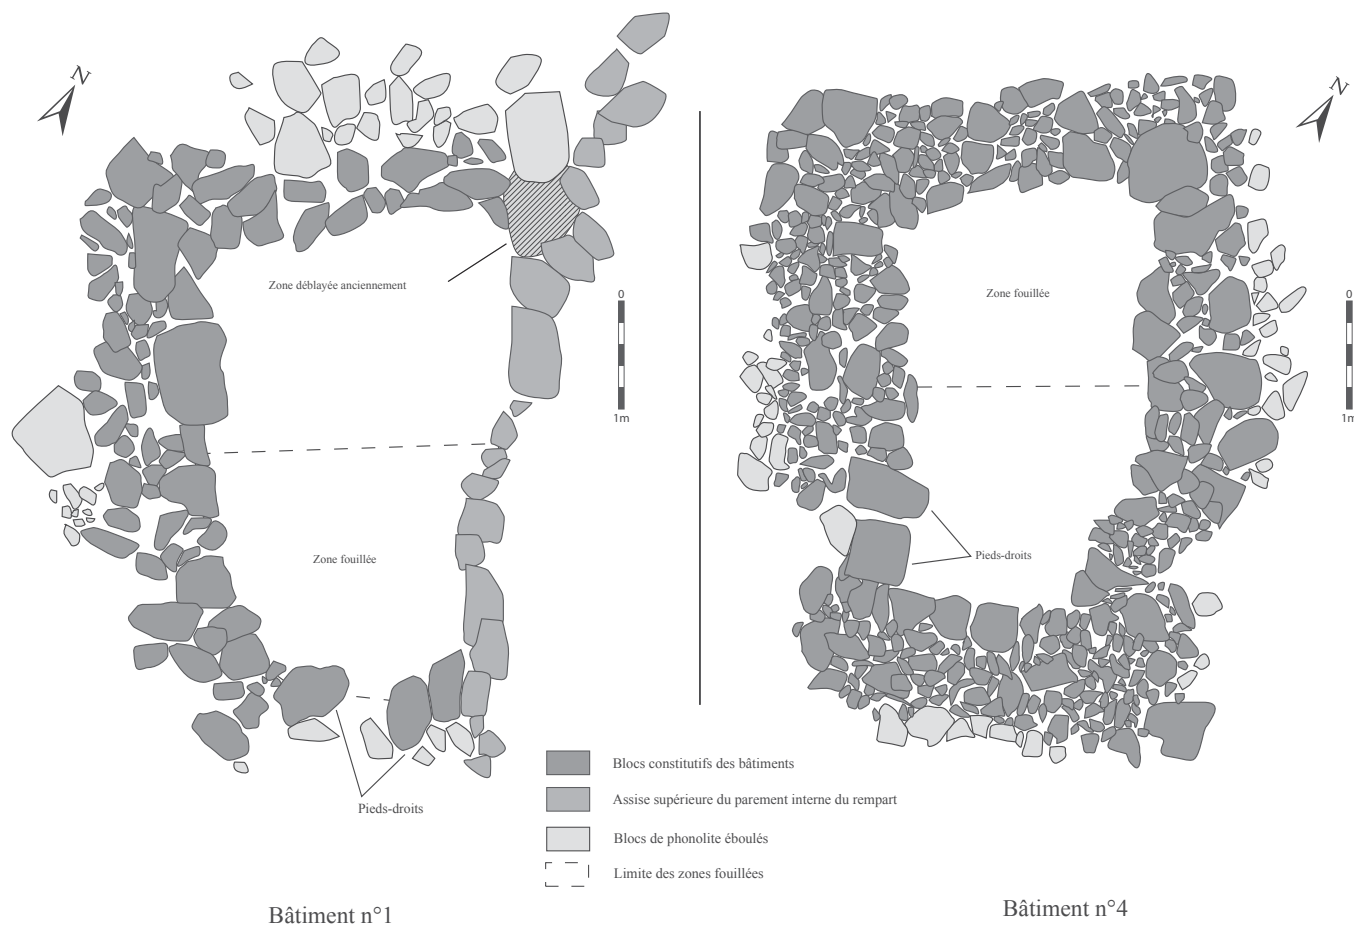 N
Zone déblayée anciennement
0
1m
Zone fouillée
Pieds-droits
Bâtiment n°1
N
Zone fouillée
0
1m
Pieds-droits
Blocs constitutifs des bâtiments
Assise supérieure du parement interne du rempart
Blocs de phonolite éboulés
Limite des zones fouillées
Bâtiment n°4